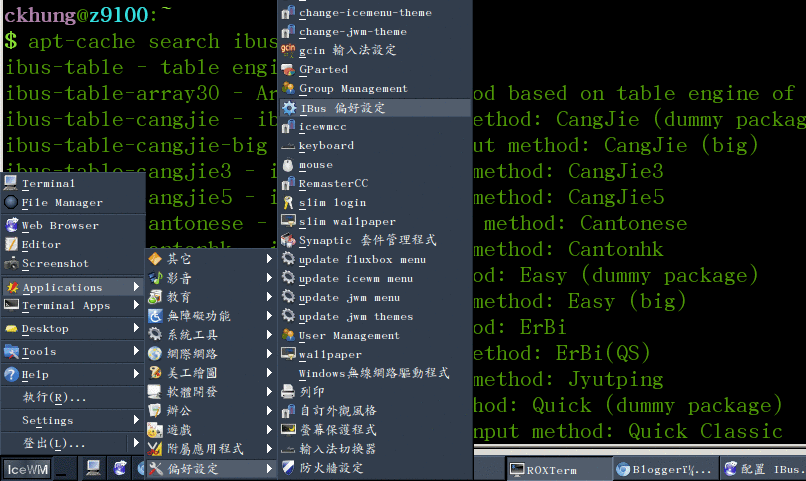 ckhung@z9100:~
$ apt-cache search ibus
ibus-table - table engi
ibus-table-array30 - Ar
od based on table engine of
ibus-table-cangjie - ib
ethod: CangJie (dummy packag
ibus-table-cangjie-big
ut method: CangJie (big)
ibus-table-cangjie3 - i
method: CangJie3
angjie5 - i
method: CangJie5
antonese -
method: Cantonese
method: Cantonhk
od: Easy (dummy package)
method: Easy (big)
od: ErBi
ethod: ErBi(QS)
method: Jyutping
hod: Quick (dummy package)
nput method: Quick Classic
Terminal
File Manager
Web Browser
Editor
Screenshot
Applications
Terminal Apps
Desktop
Tools
Help
執行(R)...
Settings
登出(L)...
其它
影音
教育
無障礙功能
系統工具
網際網路
美工繪圖
軟體開發
辦公
遊戲
附屬應用程式
偏好設定
change-icemenu-theme
change-jwm-theme
gcin 輸入法設定
GParted
Group Management
IBus 偏好設定
icewmcc
keyboard
mouse
RemasterCC
slim login
slim wallpaper
Synaptic 套件管理程式
update fluxbox menu
update icewm menu
update jwm menu
update jwm themes
User Management
wallpaper
Windows無線網路驅動程式
列印
自訂外觀風格
螢幕保護程式
輸入法切換器
防火牆設定
IceWM
ROXTerm
Bloggerï¼...
配置 IBus.